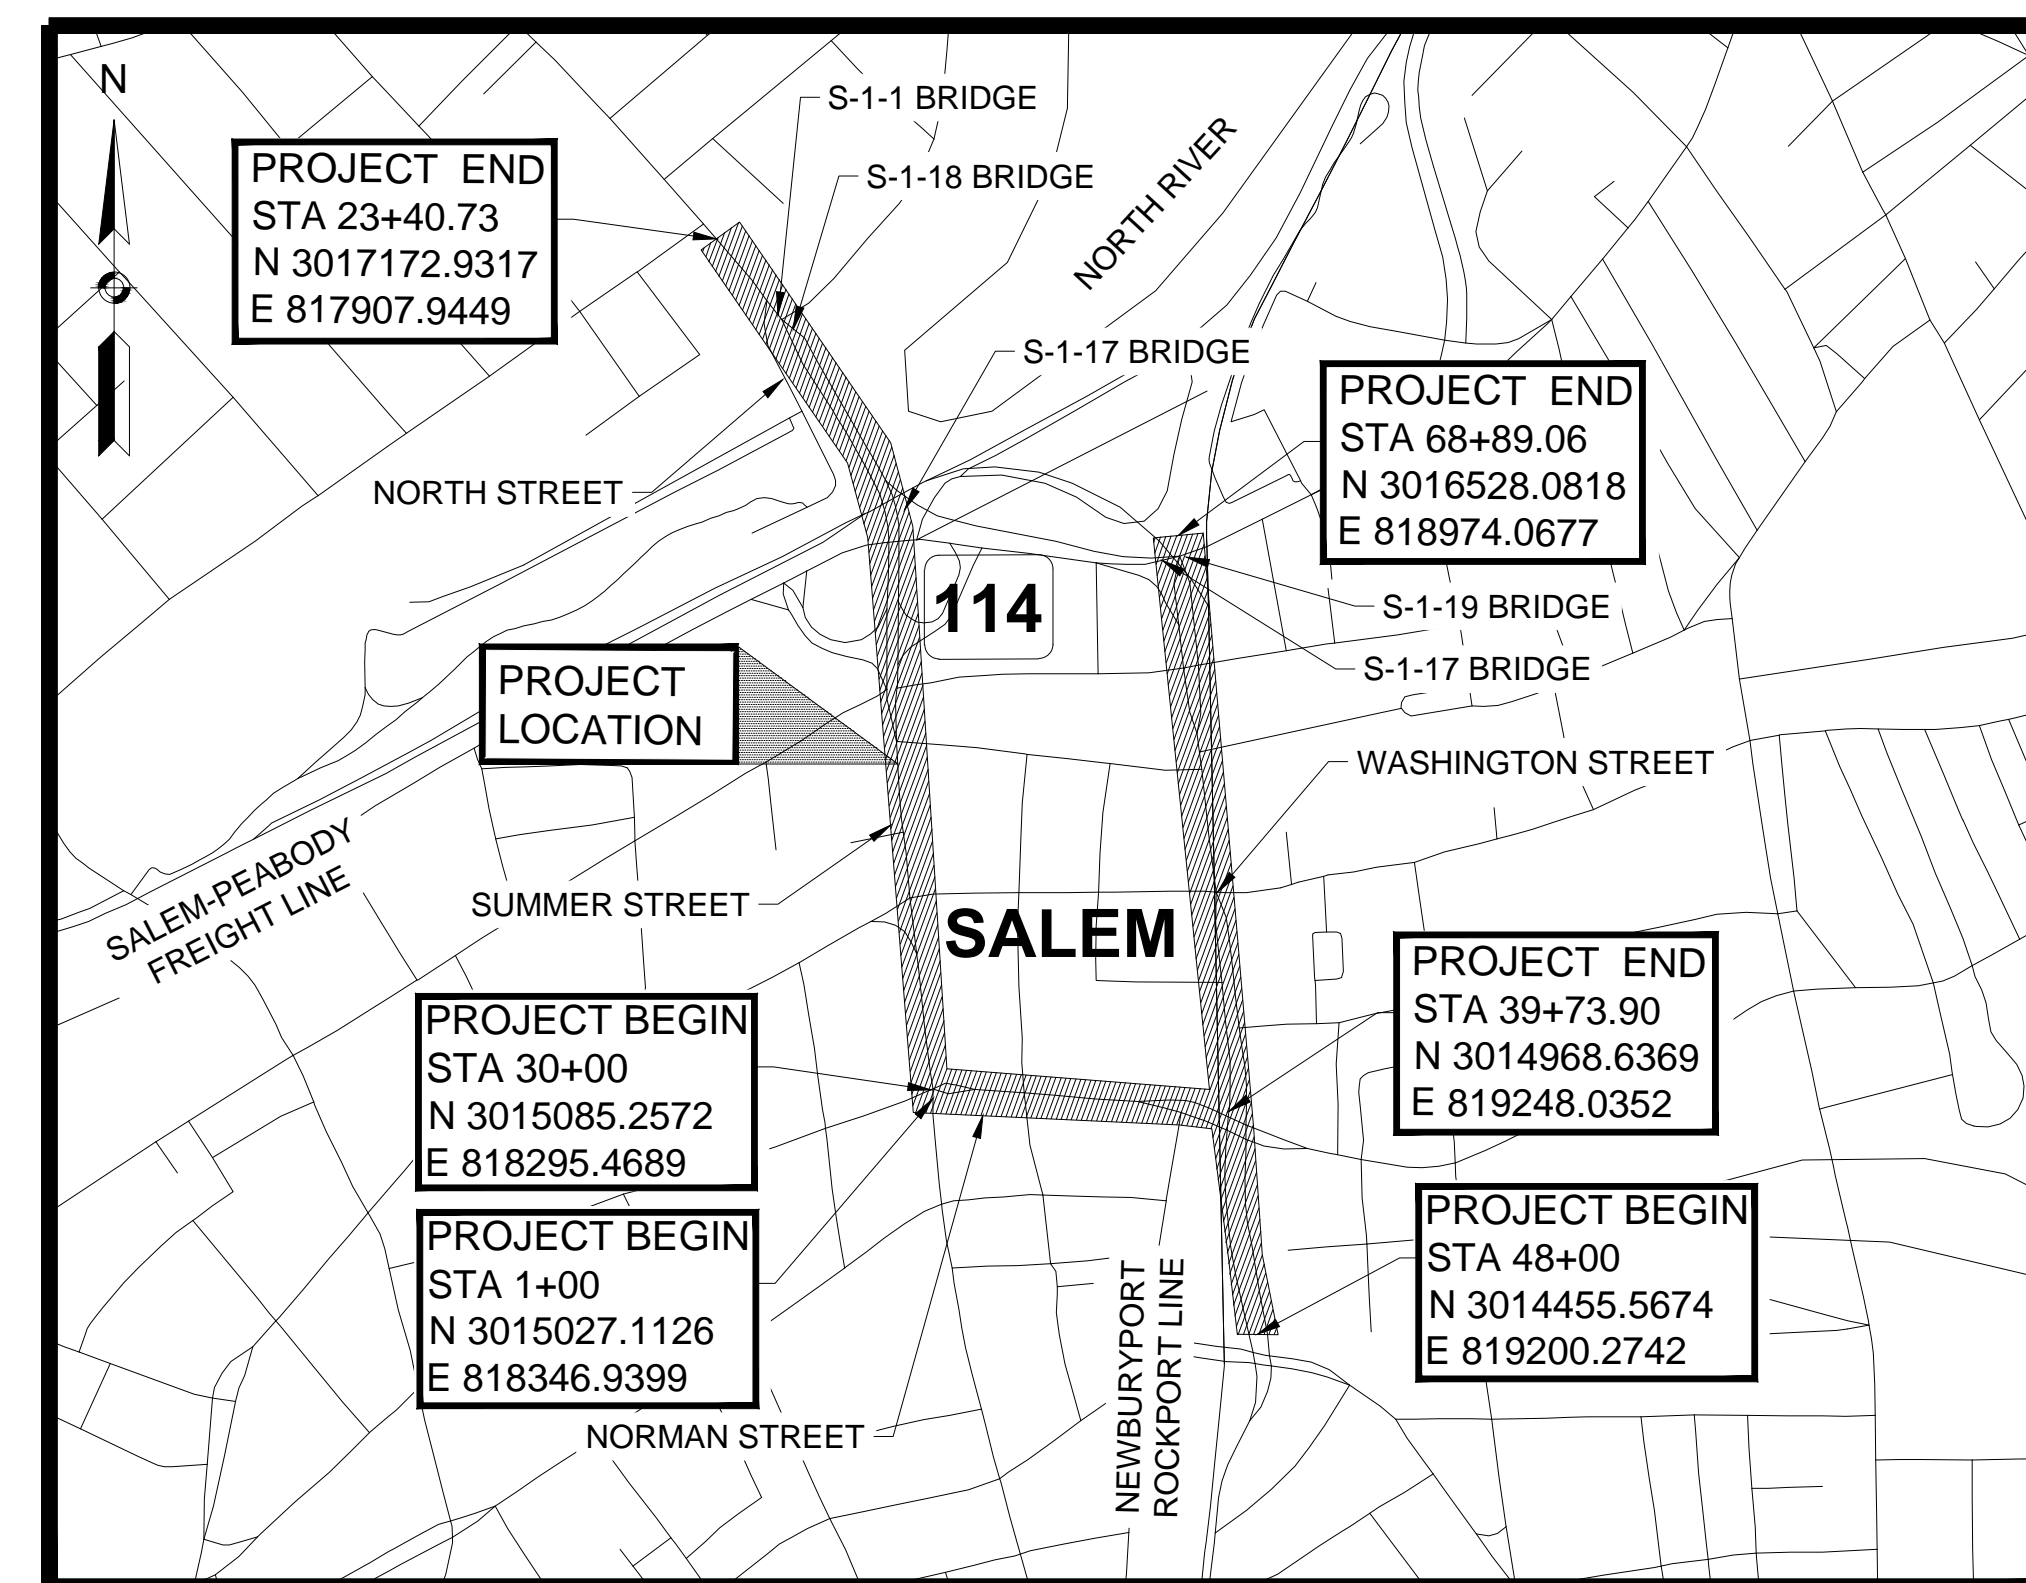 N
S-1-1 BRIDGE
S-1-18 BRIDGE
PROJECT END
STA 23+40.73
N 3017172.9317
E 817907.9449
NORTH RIVER
S-1-17 BRIDGE
PROJECT END
STA 68+89.06
N 3016528.0818
E 818974.0677
NORTH STREET
114
S-1-19 BRIDGE
S-1-17 BRIDGE
PROJECT
LOCATION
WASHINGTON STREET
SALEM-PEABODY
FREIGHT LINE
SUMMER STREET
SALEM
PROJECT END
STA 39+73.90
N 3014968.6369
E 819248.0352
PROJECT BEGIN
STA 30+00
N 3015085.2572
E 818295.4689
PROJECT BEGIN
STA 48+00
N 3014455.5674
E 819200.2742
PROJECT BEGIN
STA 1+00
N 3015027.1126
E 818346.9399
NEWBURYPORT
ROCKPORT LINE
NORMAN STREET